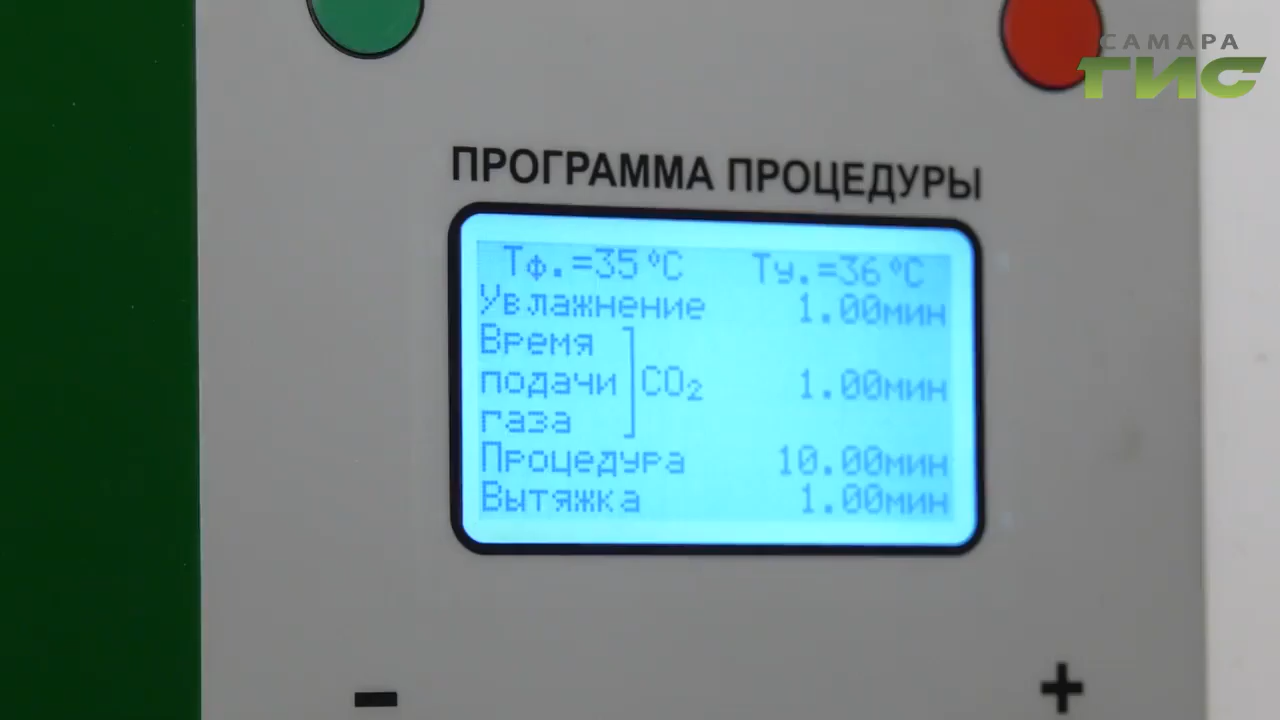 САМАРА
ГИС
ПРОГРАММА ПРОЦЕДУРЫ
Тф.=35°C Ту.=36°C
Увлажнение 1.00мин
Время
подачи CO₂ 1.00мин
газа
Процедура 10.00мин
Вытяжка 1.00мин
- +